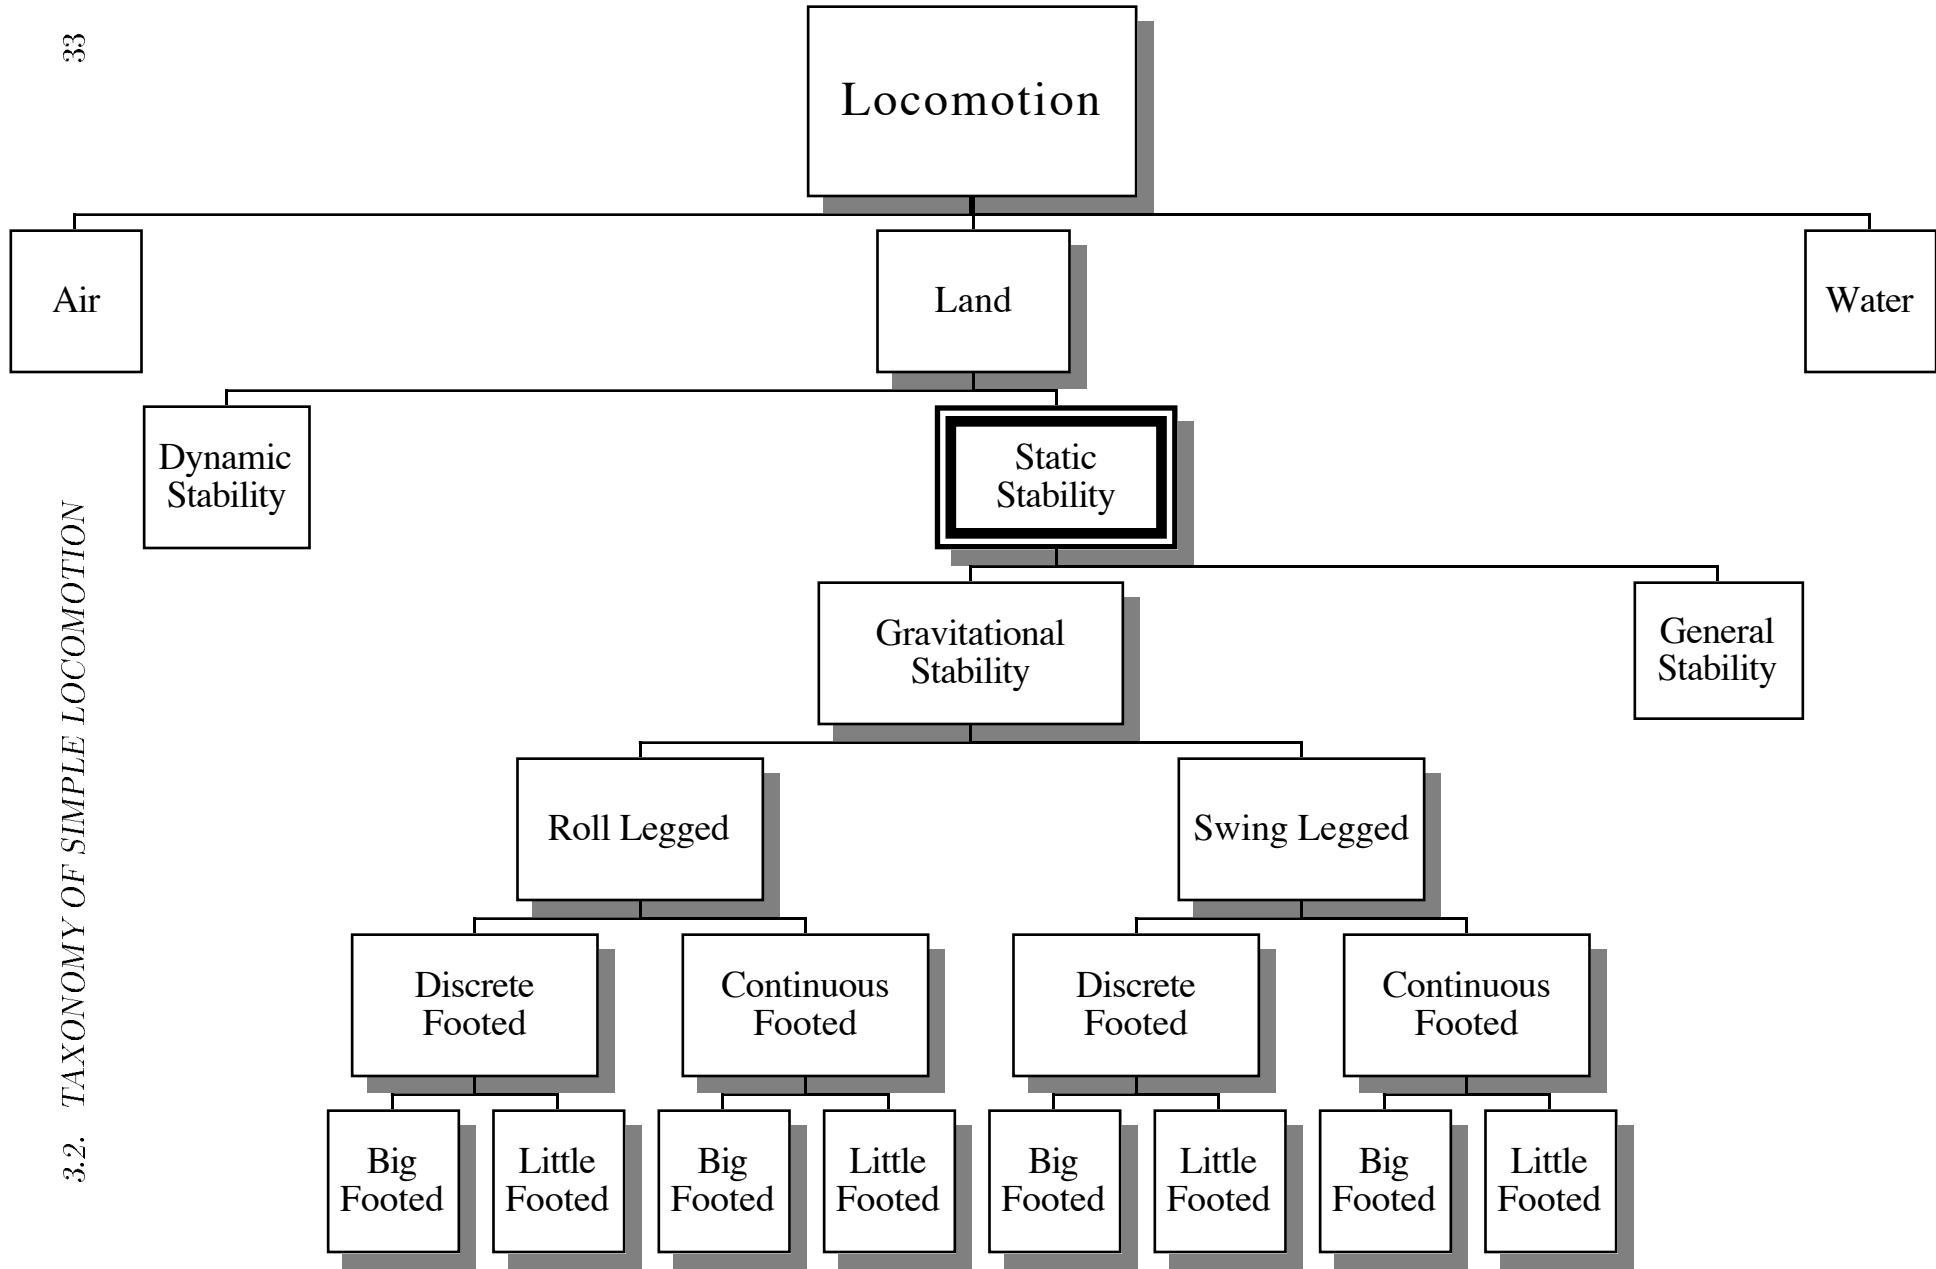 33
3.2. TAXONOMY OF SIMPLE LOCOMOTION
Locomotion
Air
Land
Water
Dynamic
Stability
Static
Stability
Gravitational
Stability
General
Stability
Roll Legged
Swing Legged
Discrete
Footed
Continuous
Footed
Discrete
Footed
Continuous
Footed
Big
Footed
Little
Footed
Big
Footed
Little
Footed
Big
Footed
Little
Footed
Big
Footed
Little
Footed